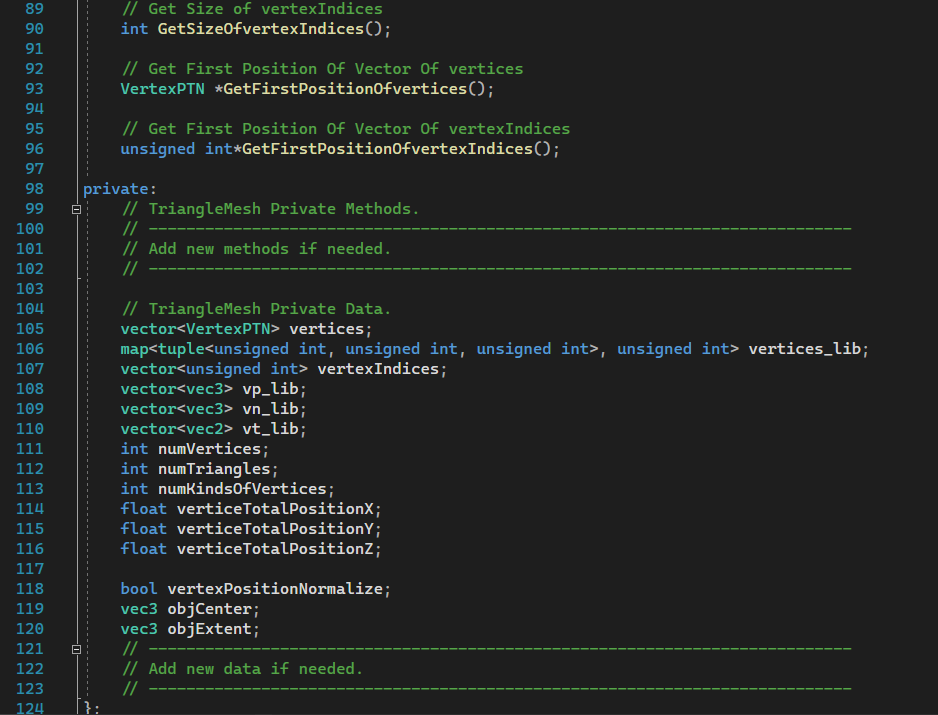 89 // Get Size of vertexIndices
90 int GetSizeOfvertexIndices();
91
92 // Get First Position Of Vector Of vertices
93 VertexPTN *GetFirstPositionOfvertices();
94
95 // Get First Position Of Vector Of vertexIndices
96 unsigned int*GetFirstPositionOfvertexIndices();
97
98 private:
99 // TriangleMesh Private Methods.
100 // ---------------------------------------------------------------------------
101 // Add new methods if needed.
102 // ---------------------------------------------------------------------------
103
104 // TriangleMesh Private Data.
105 vector<VertexPTN> vertices;
106 map<tuple<unsigned int, unsigned int, unsigned int>, unsigned int> vertices_lib;
107 vector<unsigned int> vertexIndices;
108 vector<vec3> vp_lib;
109 vector<vec3> vn_lib;
110 vector<vec2> vt_lib;
111 int numVertices;
112 int numTriangles;
113 int numKindsOfVertices;
114 float verticeTotalPositionX;
115 float verticeTotalPositionY;
116 float verticeTotalPositionZ;
117
118 bool vertexPositionNormalize;
119 vec3 objCenter;
120 vec3 objExtent;
121 // ---------------------------------------------------------------------------
122 // Add new data if needed.
123 // ---------------------------------------------------------------------------
124 };